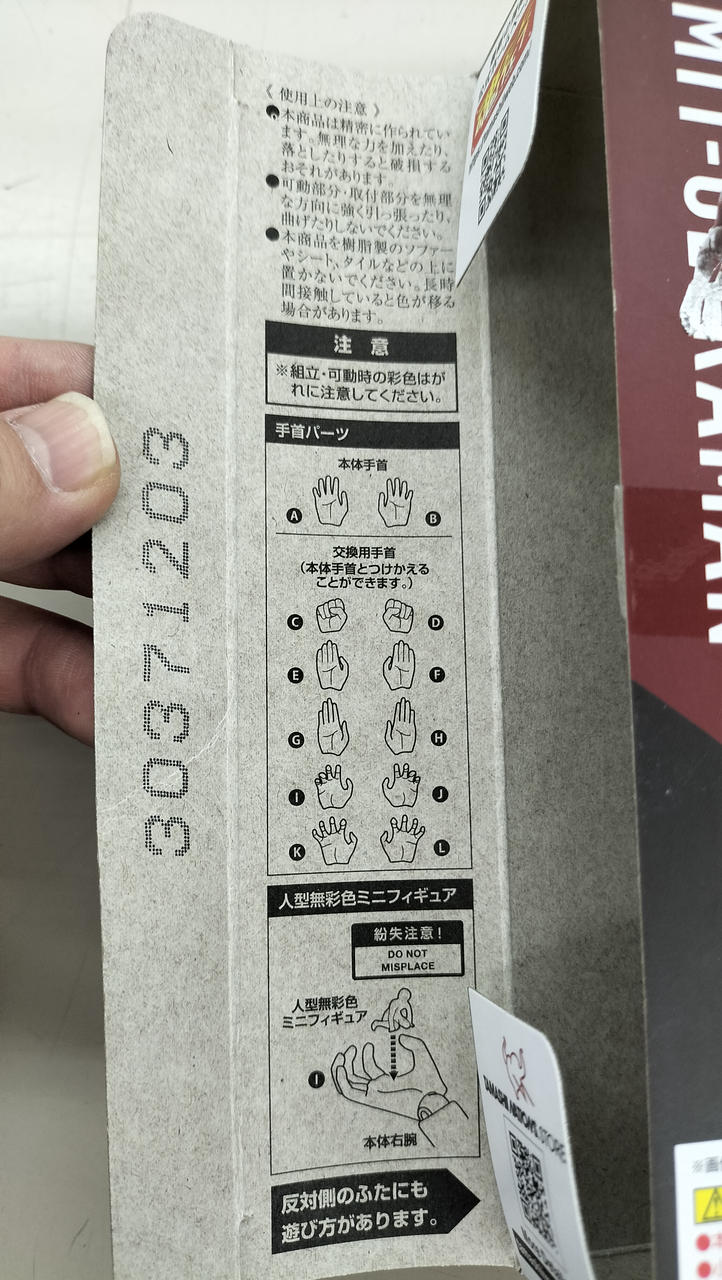 《 使用上の注意 》
●本商品は精密に作られてい
ます。無理な力を加えたり、
落としたりすると破損する
おそれがあります。
●可動部分・取付部分を無理
な方向に強く引っ張ったり、
曲げたりしないでください。
●本商品を樹脂製のソファー
やシート、タイルなどの上に
置かないでください。長時
間接触していると色が移る
場合があります。
注 意
※組立・可動時の彩色はが
れに注意してください。
手首パーツ
本体手首
A B
交換用手首
（本体手首とつけかえる
ことができます。）
C D
E F
G H
I J
K L
人型無彩色ミニフィギュア
紛失注意！
DO NOT
MISPLACE
人型無彩色
ミニフィギュア
I
本体右腕
反対側のふたにも
遊び方があります。
30371203
TAMASHII NATIONS STORE